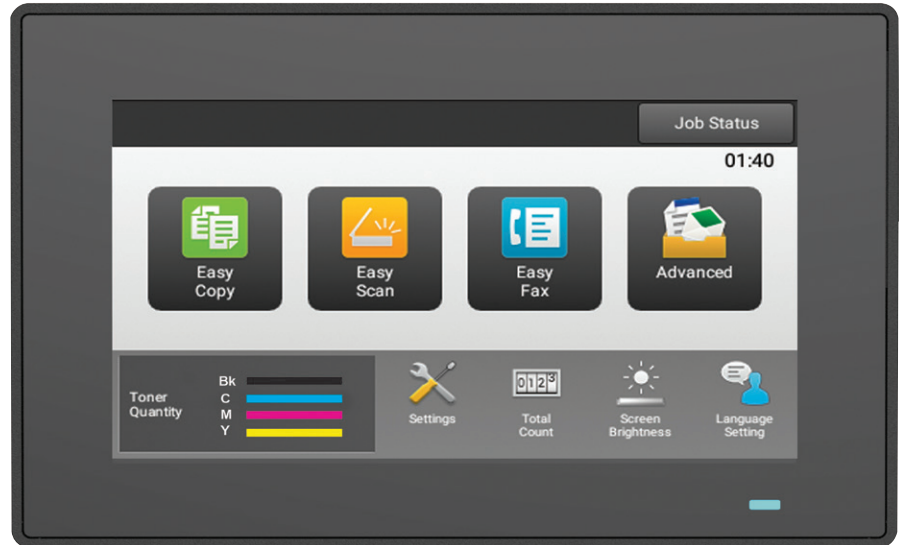 Job Status
01:40
Easy
Copy
Easy
Scan
Easy
Fax
Advanced
Toner
Quantity
Bk
C
M
Y
Settings
0123
Total
Count
Screen
Brightness
Language
Setting